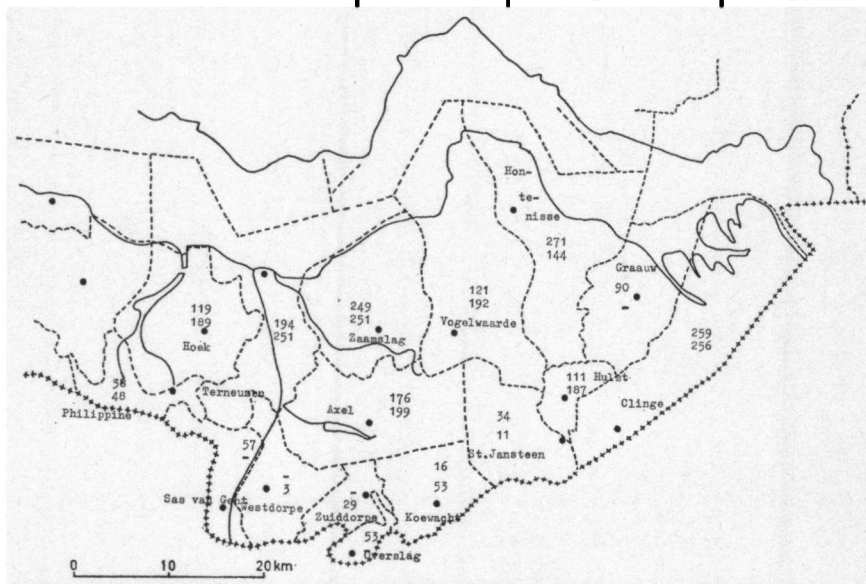 Hon-
te-
nisse
271
144
Graauw
90
-
119
189
Hoek
194
251
249
251
Zaamslag
121
192
Vogelwaarde
259
256
38
48
Philippine
Terneuzen
Axel
176
199
111
187
Hulst
34
11
St.Jansteen
Clinge
57
-
-
3
Sas van Gent
Westdorpe
-
29
Zuiddorpe
16
53
Koewacht
53
-
Overslag
0 10 20 km